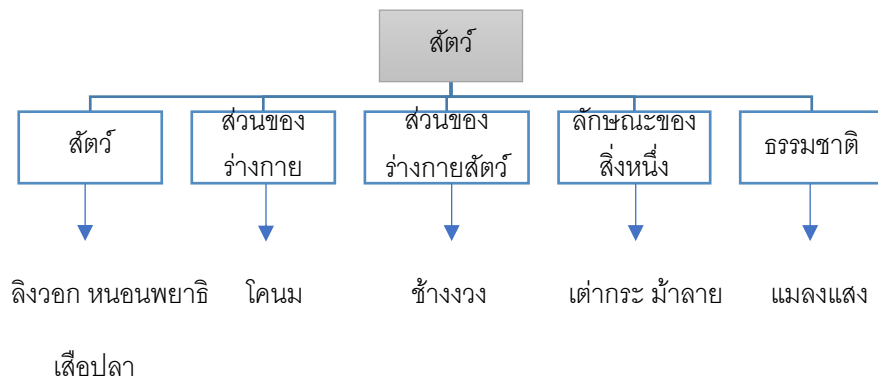 สัตว์
สัตว์
ส่วนของ
ร่างกาย
ส่วนของ
ร่างกายสัตว์
ลักษณะของ
สิ่งหนึ่ง
ธรรมชาติ
ลิงวอก หนอนพยาธิ
เสือปลา
โคนม
ช้างงวง
เต่ากระ ม้าลาย
แมลงแสง